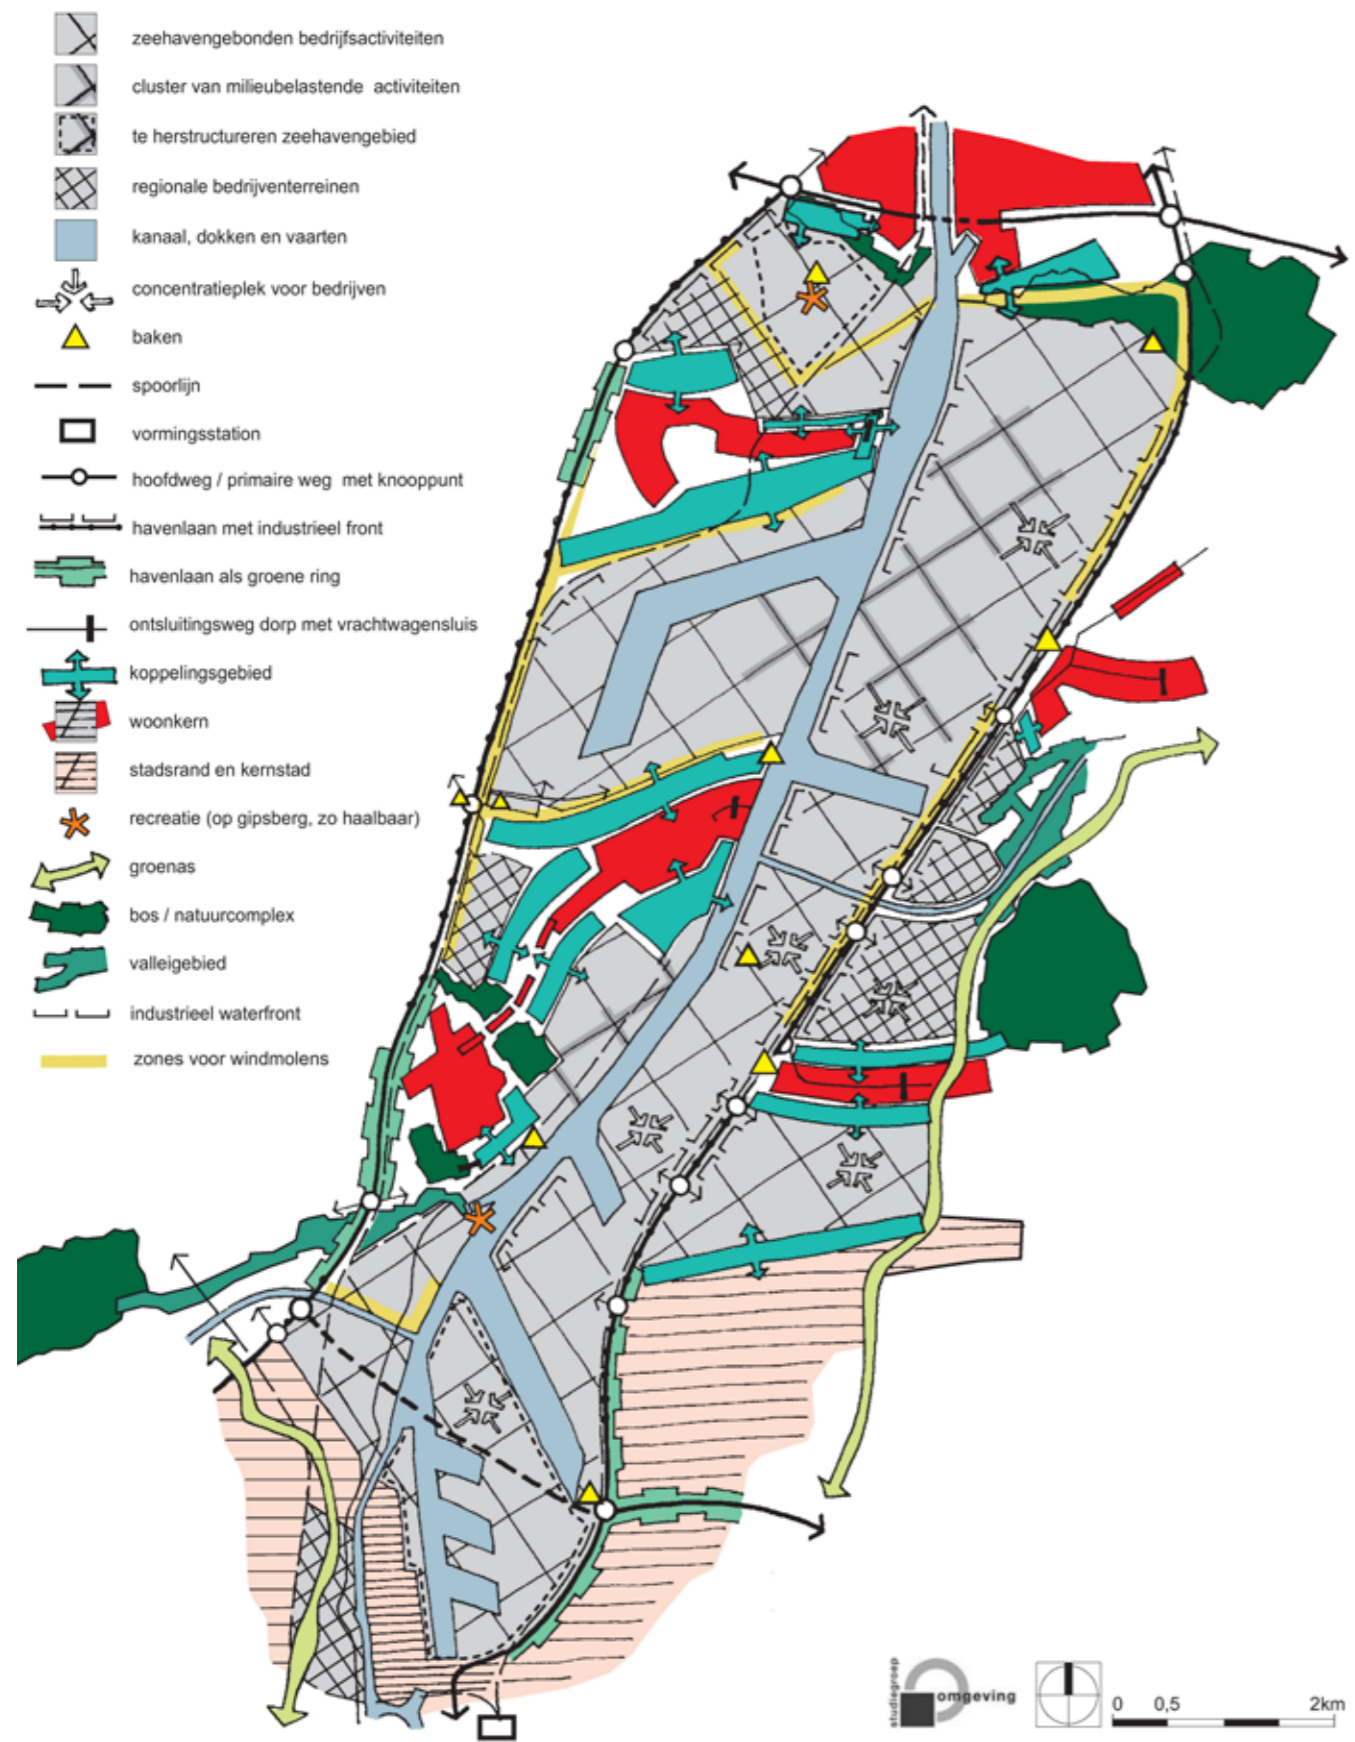 zeehavengebonden bedrijfsactiviteiten
cluster van milieubelastende activiteiten
te herstructureren zeehavengebied
regionale bedrijventerreinen
kanaal, dokken en vaarten
concentratieplek voor bedrijven
baken
spoorlijn
vormingsstation
hoofdweg / primaire weg met knooppunt
havenlaan met industrieel front
havenlaan als groene ring
ontsluitingsweg dorp met vrachtwagensluis
koppelingsgebied
woonkern
stadsrand en kernstad
recreatie (op gipsberg, zo haalbaar)
groenas
bos / natuurcomplex
valleigebied
industrieel waterfront
zones voor windmolens
studiegroep
omgeving
0 0,5 2km